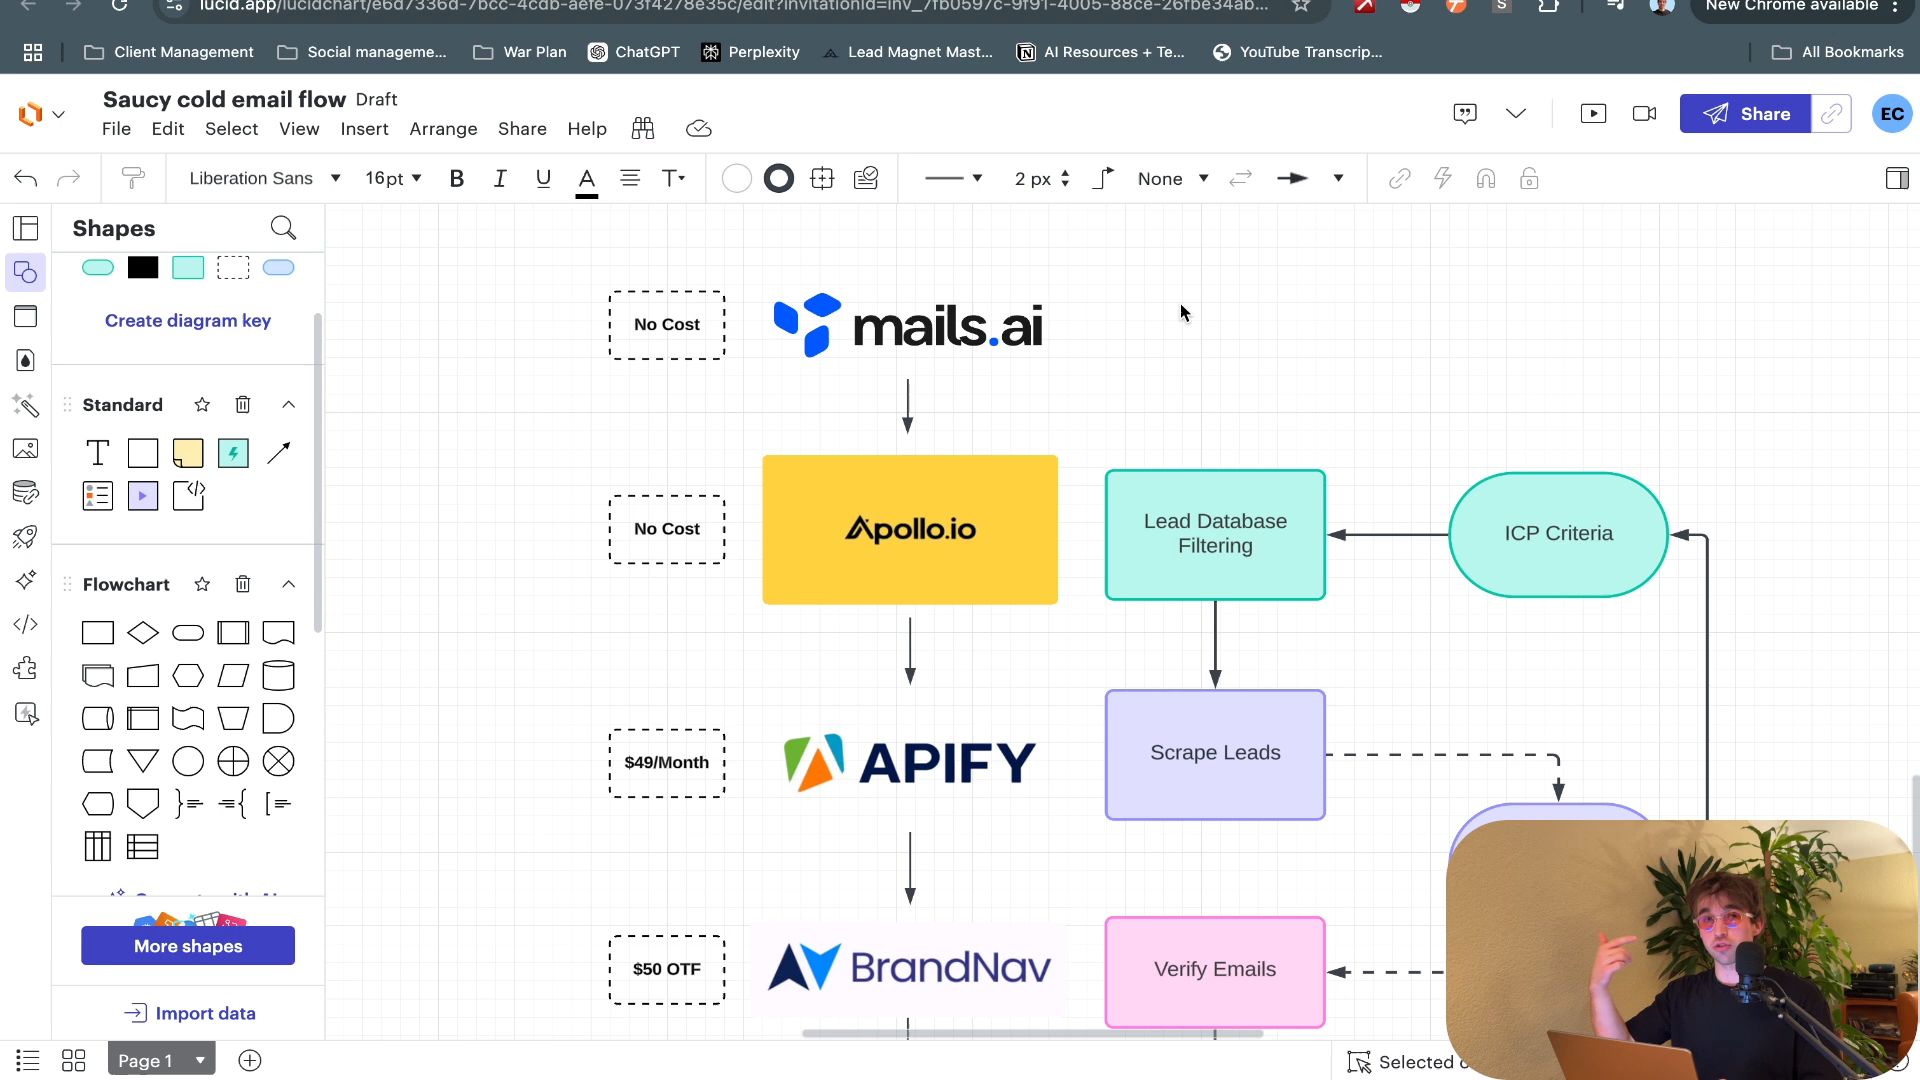 lucid.app/lucidchart/e6d7336d-7bcc-4cdb-aefe-073f4278e35c/edit?invitationId=inv_7fb0597c-9f91-4005-88ce-26fbe34ab...
New Chrome available
Client Management
Social manageme...
War Plan
ChatGPT
Perplexity
Lead Magnet Mast...
AI Resources + Te...
YouTube Transcrip...
All Bookmarks
Saucy cold email flow Draft
File Edit Select View Insert Arrange Share Help
Share
EC
Liberation Sans 16pt B I U A T 2 px None
Shapes
Create diagram key
Standard
T
Flowchart
More shapes
Import data
Page 1
Selected
No Cost
mails.ai
No Cost
Apollo.io
Lead Database
Filtering
ICP Criteria
$49/Month
APIFY
Scrape Leads
$50 OTF
BrandNav
Verify Emails